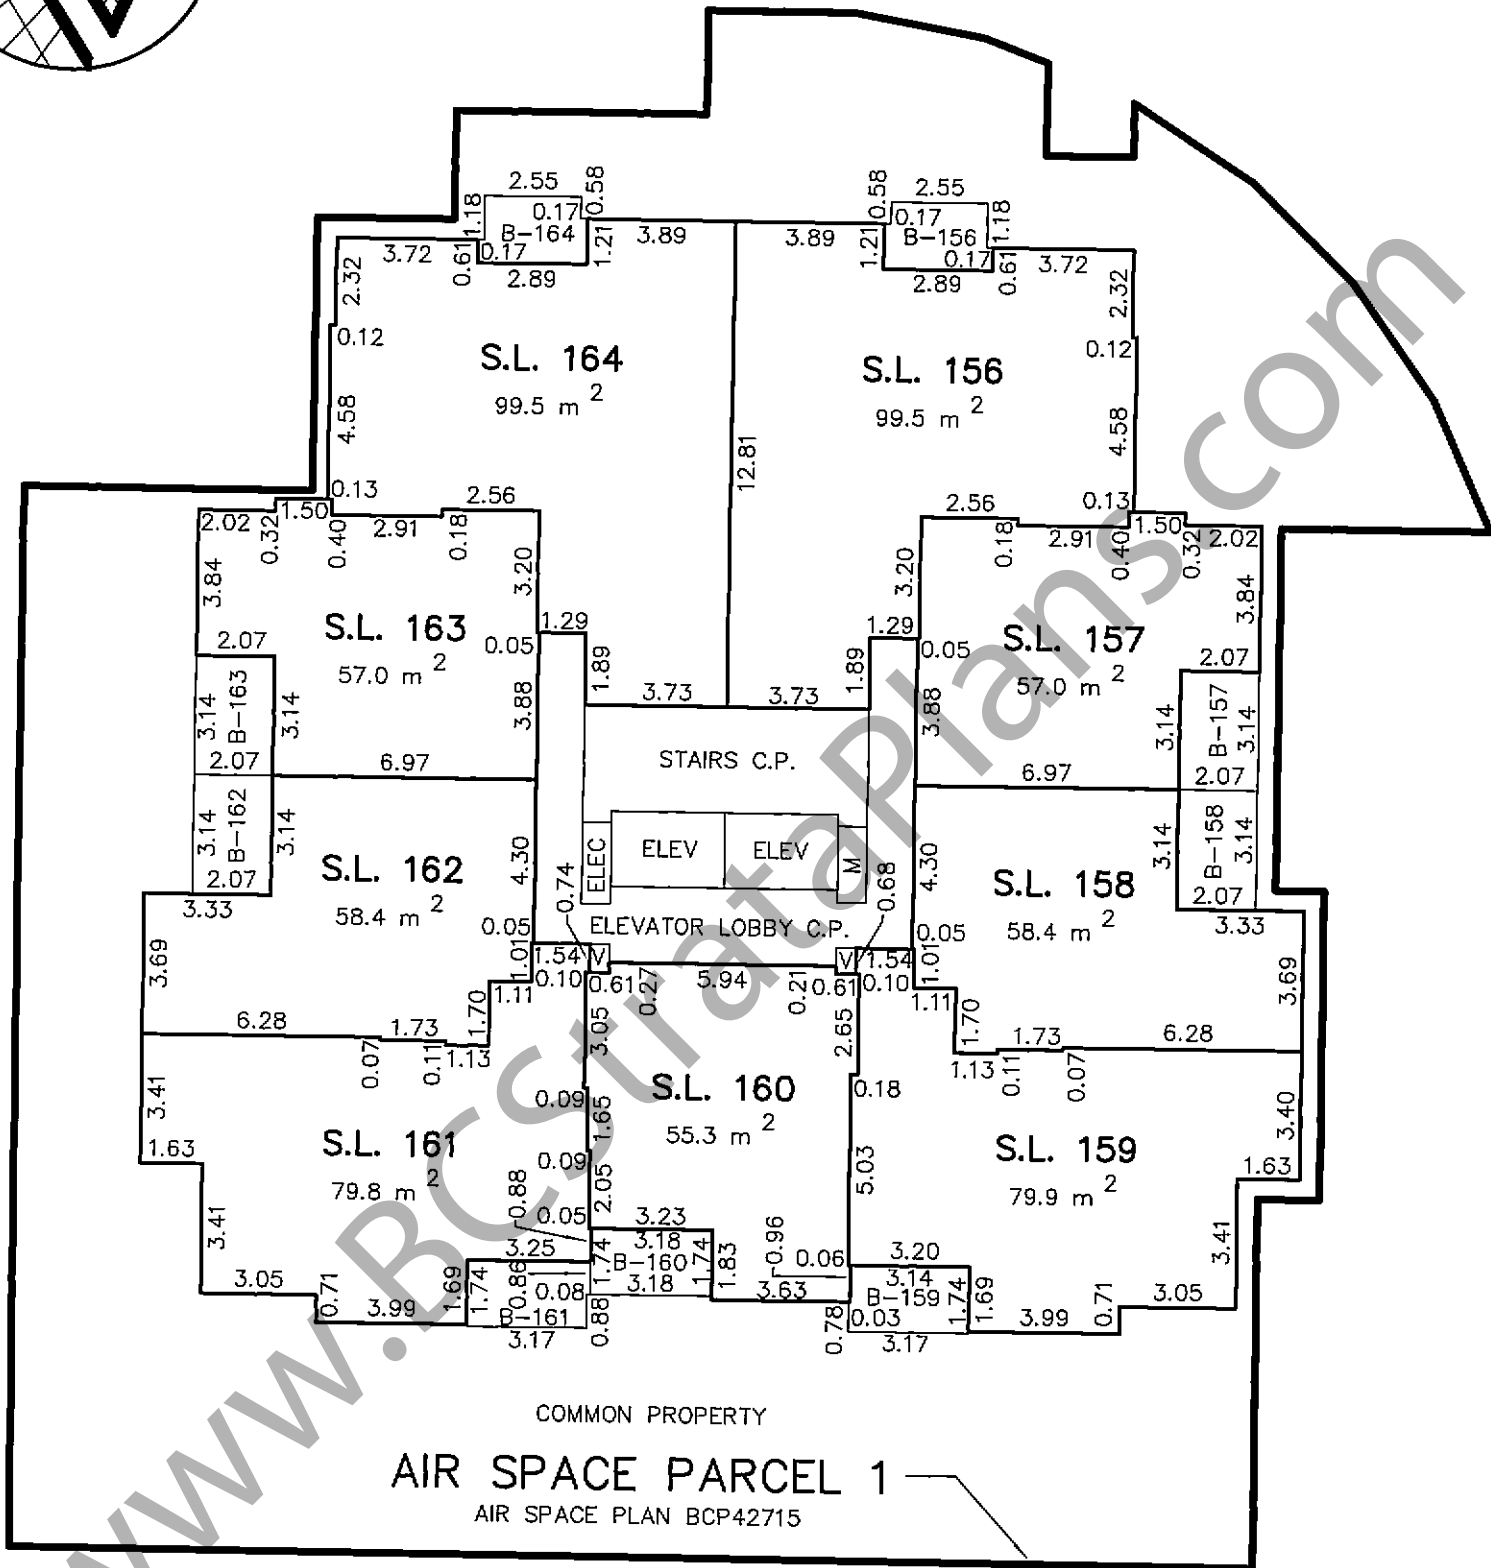 2.55 0.58 0.58 2.55
1.18 0.17 0.17 1.18
B-164 1.21 3.89 3.89 1.21 B-156
3.72 0.61 0.17 2.89 2.89 0.17 0.61 3.72
2.32 2.32
0.12 0.12
S.L. 164 S.L. 156
99.5 m 2 99.5 m 2
4.58 12.81 4.58
0.13 0.13
2.02 0.32 1.50 0.40 2.91 0.18 2.56 2.56 0.18 2.91 0.40 1.50 0.32 2.02
3.84 3.20 3.20 3.84
S.L. 163 S.L. 157
57.0 m 2 57.0 m 2
2.07 0.05 1.29 1.29 0.05 2.07
1.89 3.73 3.73 1.89
3.14 B-163 3.14 3.88 3.88 3.14 B-157 3.14
2.07 6.97 6.97 2.07
STAIRS C.P.
3.14 B-162 3.14 3.14 B-158 3.14
ELEC ELEV ELEV M
S.L. 162 S.L. 158
58.4 m 2 58.4 m 2
4.30 0.74 0.68 4.30
2.07 2.07
3.33 3.33
ELEVATOR LOBBY C.P.
0.05 0.05
3.69 1.01 1.54 V V 1.54 1.01 3.69
0.10 0.61 0.27 5.94 0.21 0.61 0.10
1.11 1.11
6.28 1.73 1.70 3.05 2.65 1.70 1.73 6.28
0.07 0.11 1.13 1.13 0.11 0.07
3.41 3.40
S.L. 160
55.3 m 2
0.09 1.65 0.18
S.L. 161 S.L. 159
79.8 m 2 79.9 m 2
1.63 0.09 1.63
3.41 0.88 2.05 5.03 3.41
0.05 3.23 0.96 0.06
3.25 3.18 3.20
1.74 B-160 1.74 1.83
3.18 3.63 3.14
3.05 0.71 3.99 1.69 1.74 0.86 0.08 B-159 1.74 1.69 3.99 0.71 3.05
B-161 0.88 0.78 0.03
3.17 3.17
COMMON PROPERTY
AIR SPACE PARCEL 1
AIR SPACE PLAN BCP42715
www.BCStrataPlans.com